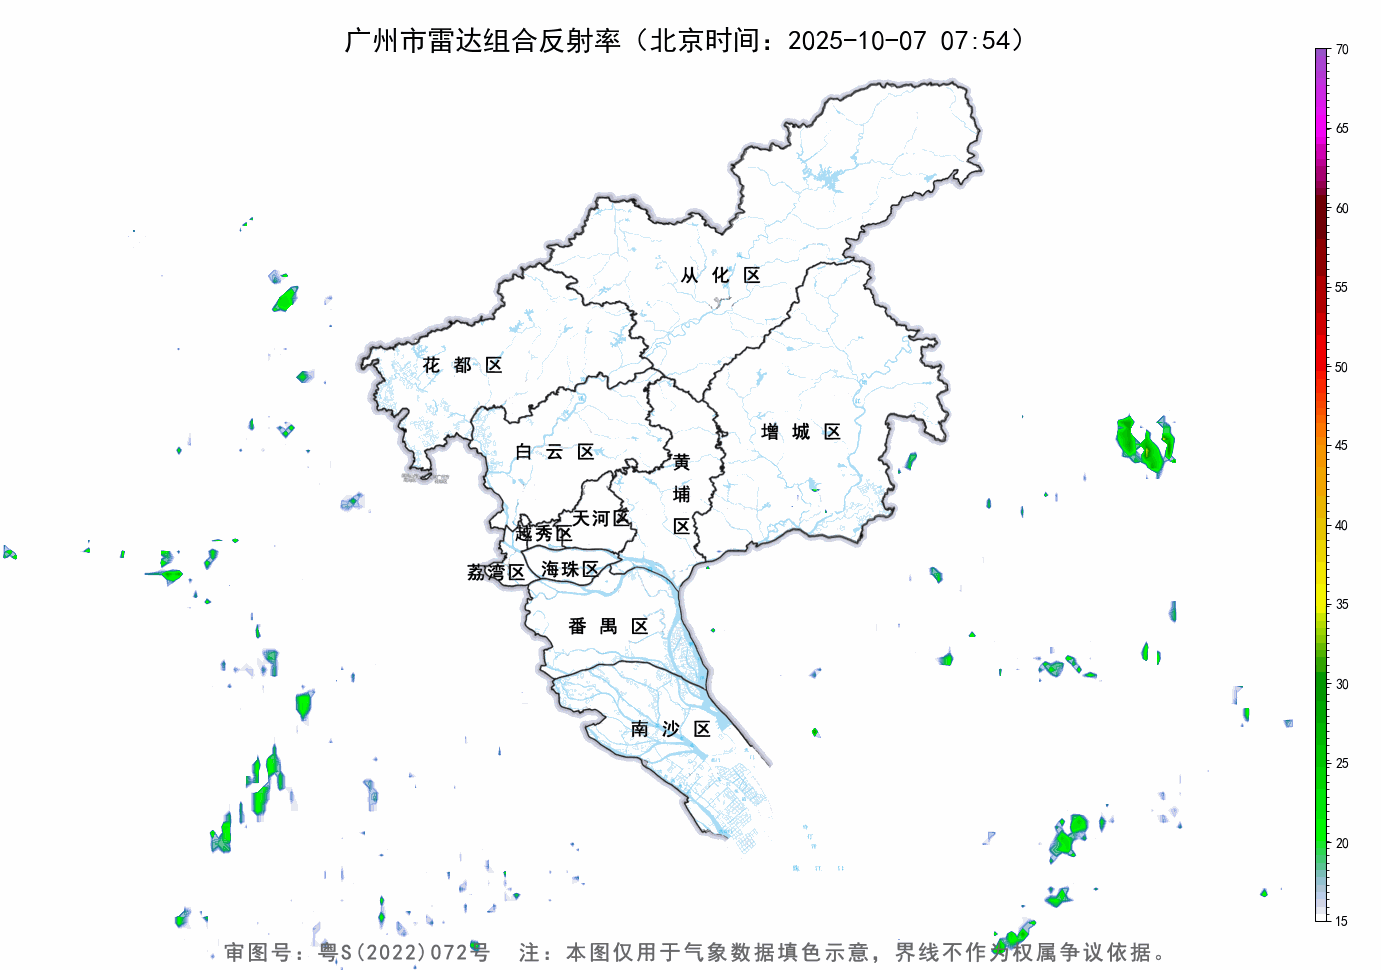 广州市雷达组合反射率（北京时间：2025-10-07 07:54）
70
65
60
55
50
45
40
35
30
25
20
15
从化区
花都区
增城区
白云区
黄埔区
天河区
越秀区
荔湾区
海珠区
番禺区
南沙区
审图号：粤S(2022)072号 注：本图仅用于气象数据填色示意，界线不作为权属争议依据。